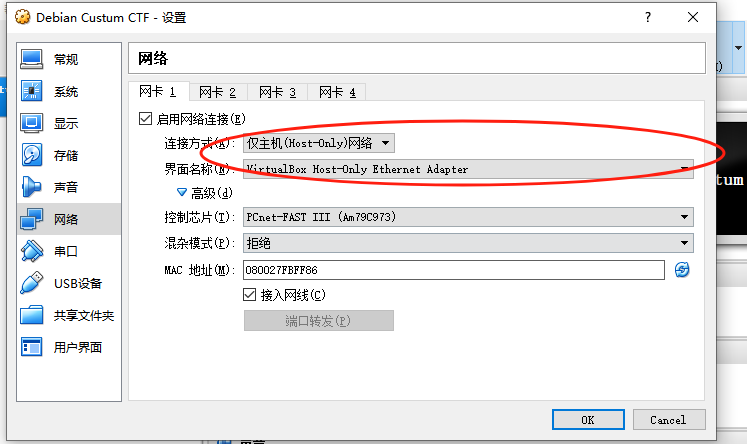 Debian Custum CTF - 设置
?
常规
系统
显示
存储
声音
网络
串口
USB设备
共享文件夹
用户界面
网络
网卡 1 网卡 2 网卡 3 网卡 4
启用网络连接(E)
连接方式(A): 仅主机(Host-Only)网络
界面名称(N): VirtualBox Host-Only Ethernet Adapter
高级(d)
控制芯片(T): PCnet-FAST III (Am79C973)
混杂模式(P): 拒绝
MAC 地址(M): 080027FBFF86
接入网线(C)
端口转发(P)
OK Cancel
tum